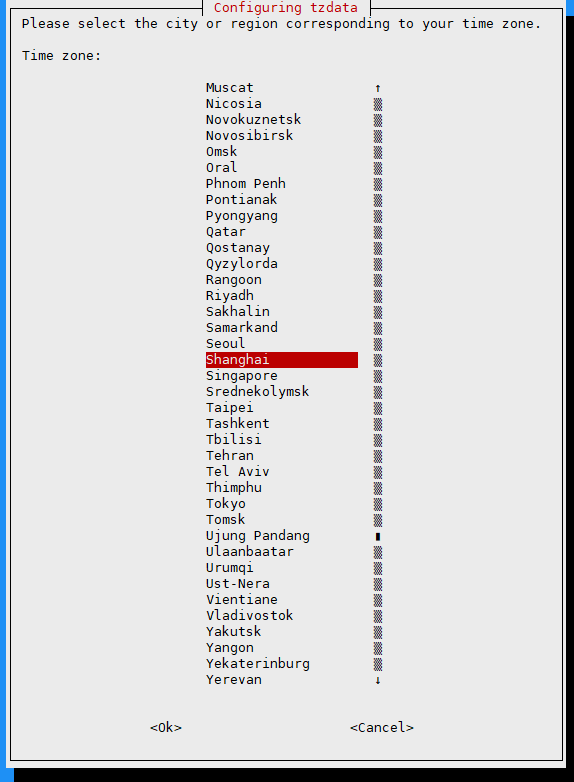 Configuring tzdata
Please select the city or region corresponding to your time zone.
Time zone:
Muscat
Nicosia
Novokuznetsk
Novosibirsk
Omsk
Oral
Phnom Penh
Pontianak
Pyongyang
Qatar
Qostanay
Qyzylorda
Rangoon
Riyadh
Sakhalin
Samarkand
Seoul
Shanghai
Singapore
Srednekolymsk
Taipei
Tashkent
Tbilisi
Tehran
Tel Aviv
Thimphu
Tokyo
Tomsk
Ujung Pandang
Ulaanbaatar
Urumqi
Ust-Nera
Vientiane
Vladivostok
Yakutsk
Yangon
Yekaterinburg
Yerevan
<Ok> <Cancel>